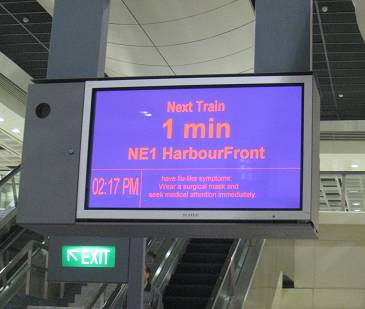 Next Train
1 min
NE1 HarbourFront
02:17 PM
have flu-like symptoms.
Wear a surgical mask and
seek medical attention immediately.
EXIT